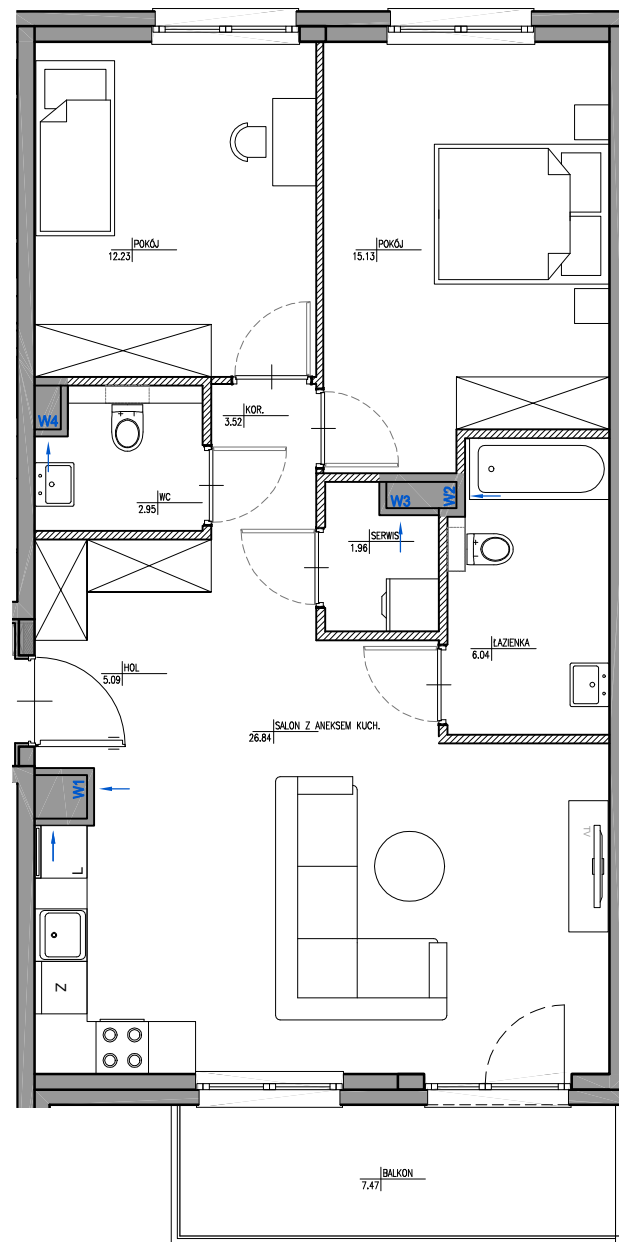 POKÓJ
12.23
POKÓJ
15.13
KOR.
3.52
W4
WC
2.95
W3
W2
SERWIS
1.96
ŁAZIENKA
6.04
HOL
5.09
SALON Z ANEKSEM KUCH.
26.84
W1
L
TV
Z
BALKON
7.47